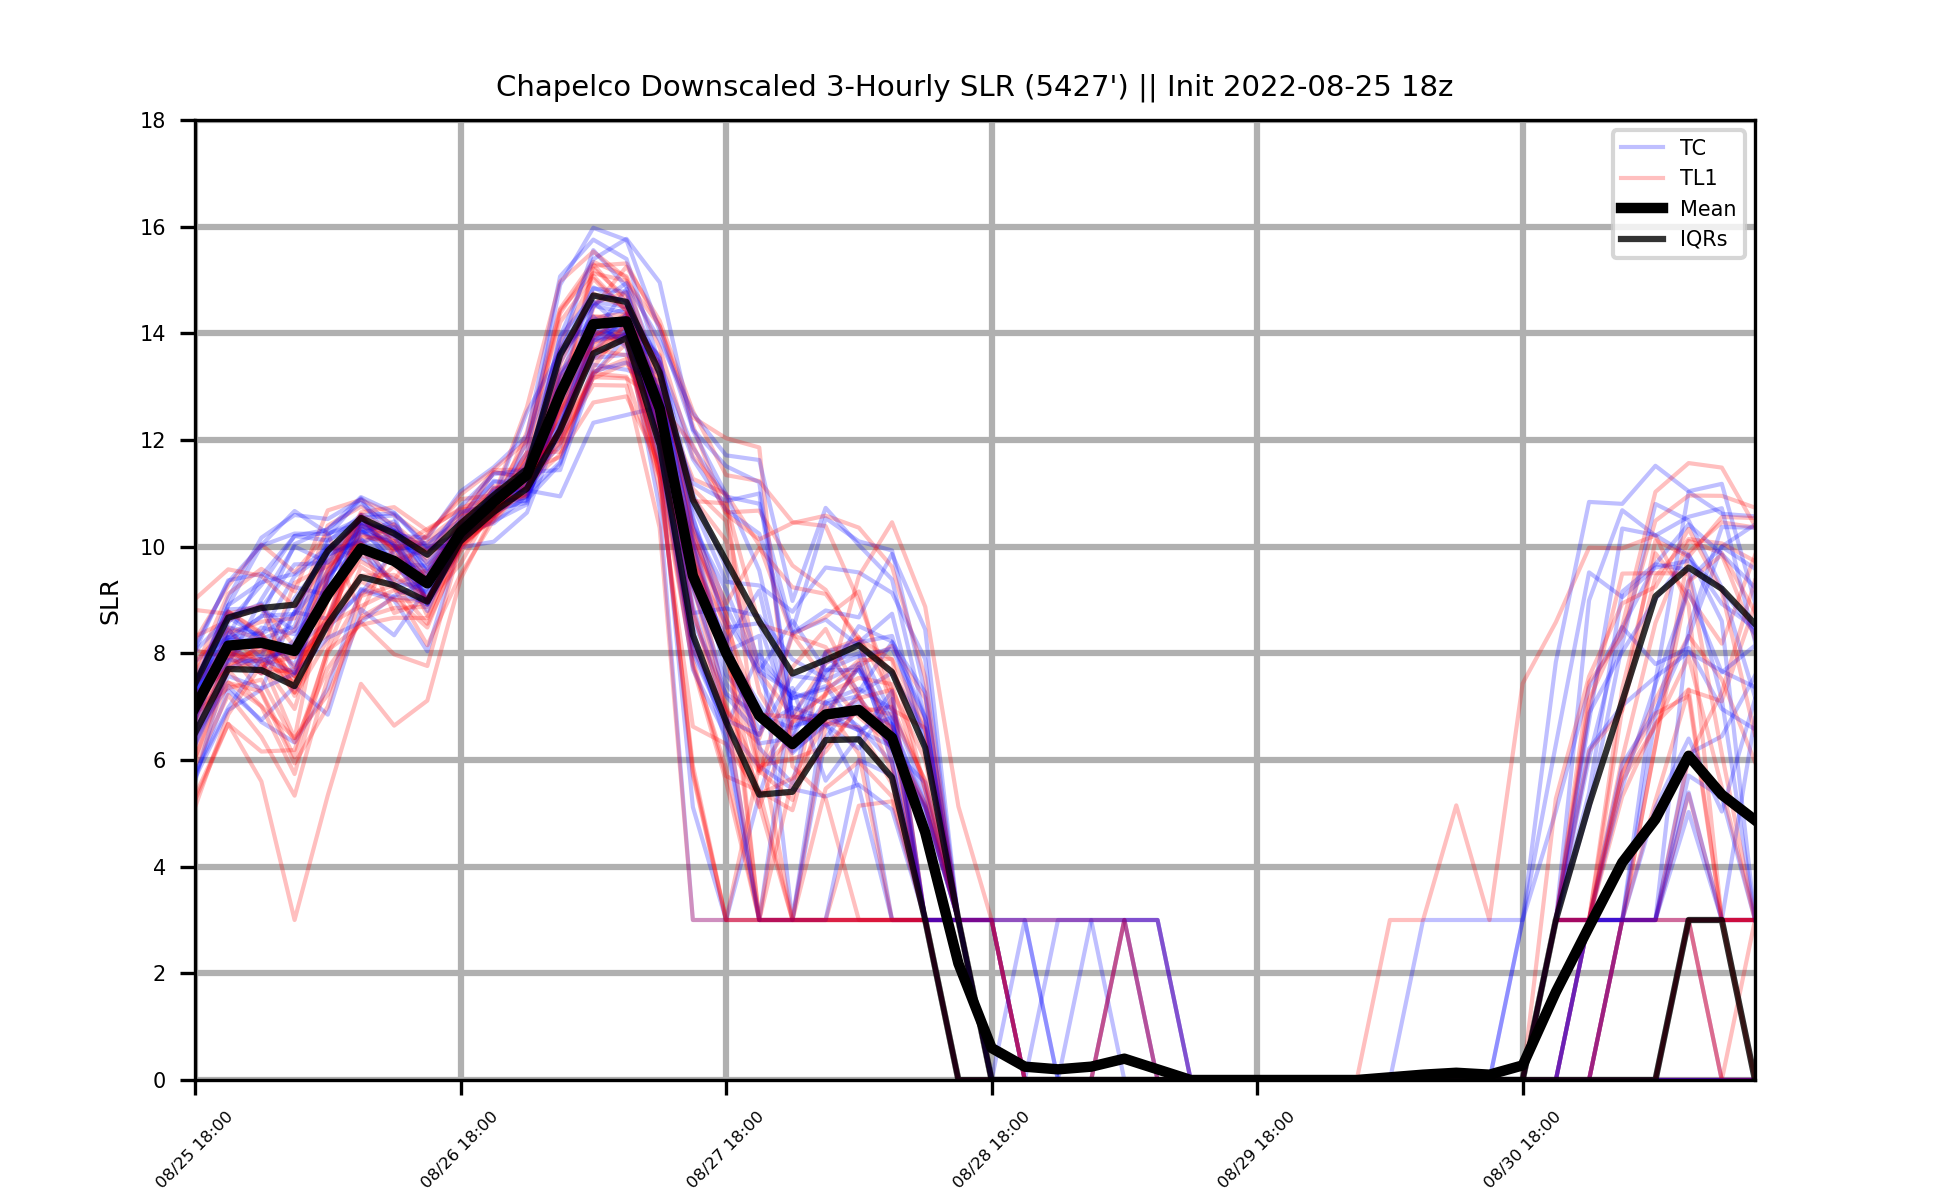 Chapelco Downscaled 3-Hourly SLR (5427') || Init 2022-08-25 18z
18
16
14
12
10
8
6
4
2
0
SLR
TC
TL1
Mean
IQRs
08/25 18:00
08/26 18:00
08/27 18:00
08/28 18:00
08/29 18:00
08/30 18:00